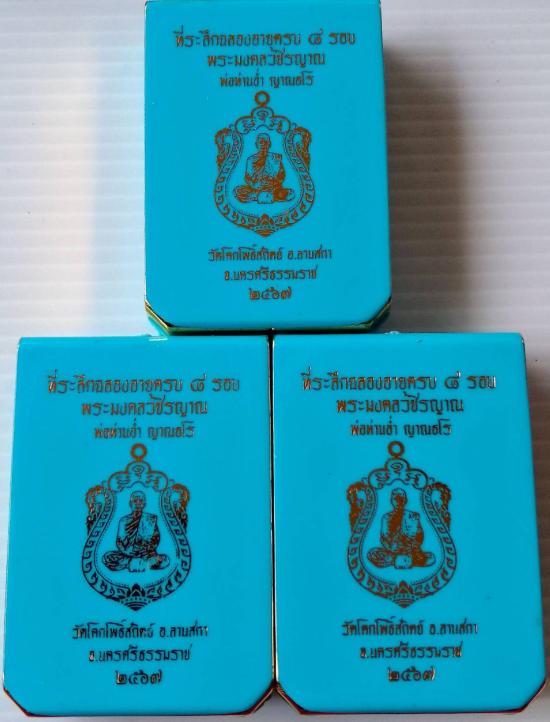 ที่ระลึกฉลองอายุครบ ๘ รอบ
พระมงคลวัชิรญาณ
พ่อท่านฉ่ำ ญาณธโร
วัดโคกโพธิ์สถิตย์ อ.ลานสกา
จ.นครศรีธรรมราช
๒๕๖๗
ที่ระลึกฉลองอายุครบ ๘ รอบ
พระมงคลวัชิรญาณ
พ่อท่านฉ่ำ ญาณธโร
วัดโคกโพธิ์สถิตย์ อ.ลานสกา
จ.นครศรีธรรมราช
๒๕๖๗
ที่ระลึกฉลองอายุครบ ๘ รอบ
พระมงคลวัชิรญาณ
พ่อท่านฉ่ำ ญาณธโร
วัดโคกโพธิ์สถิตย์ อ.ลานสกา
จ.นครศรีธรรมราช
๒๕๖๗